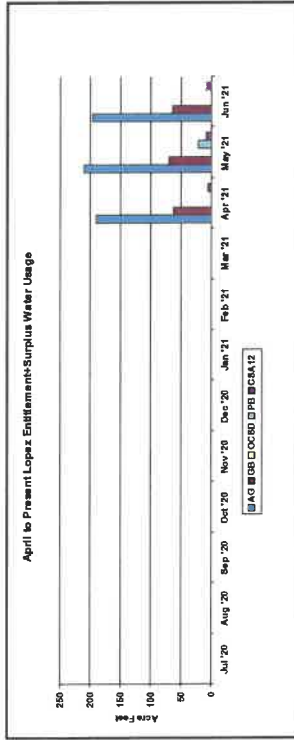 April to Present Lopez Entitlement+Surplus Water Usage
Acre Feet
250
200
150
100
50
0
Jul '20 Aug '20 Sep '20 Oct '20 Nov '20 Dec '20 Jan '21 Feb '21 Mar '21 Apr '21 May '21 Jun '21
AG GB OCSD PB CSA12